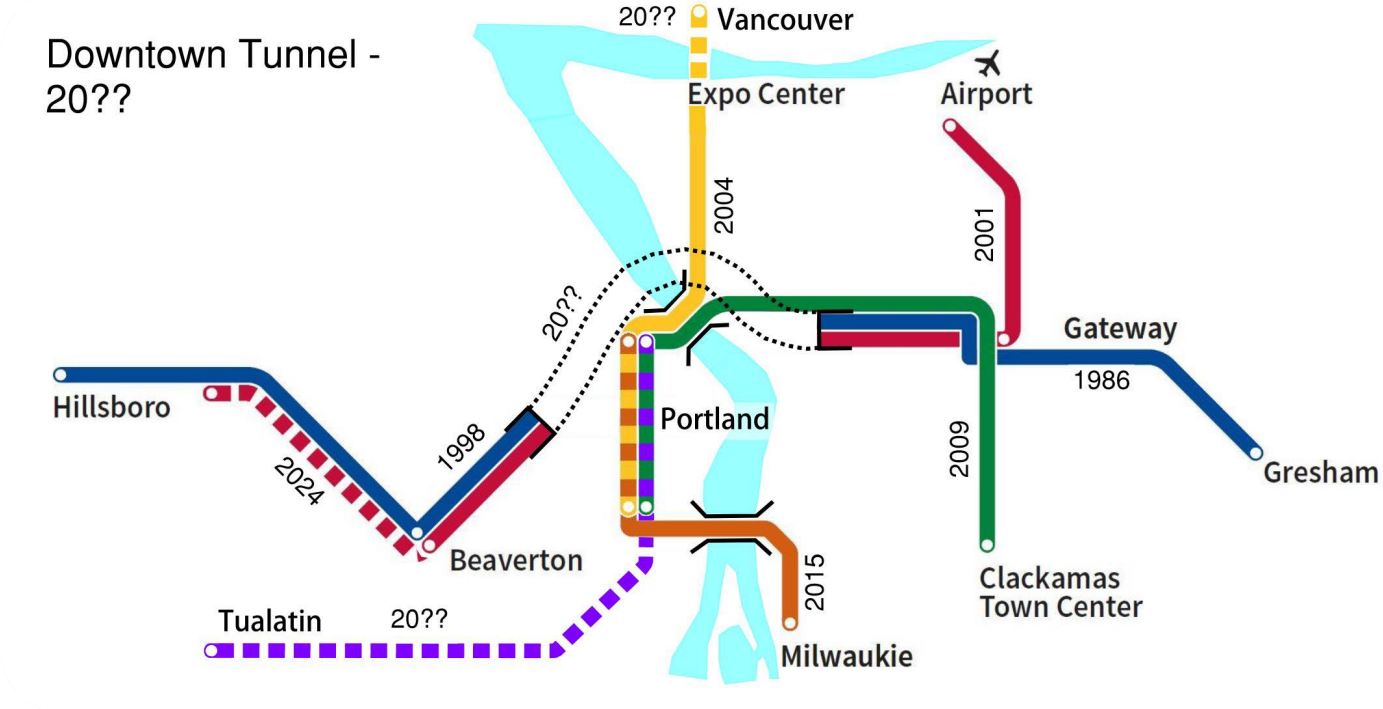 Downtown Tunnel -
20??
20??
Vancouver
Expo Center
Airport
2004
2001
20??
Gateway
1986
Hillsboro
Portland
1998
2009
2024
Gresham
Beaverton
2015
Clackamas
Town Center
Tualatin
20??
Milwaukie